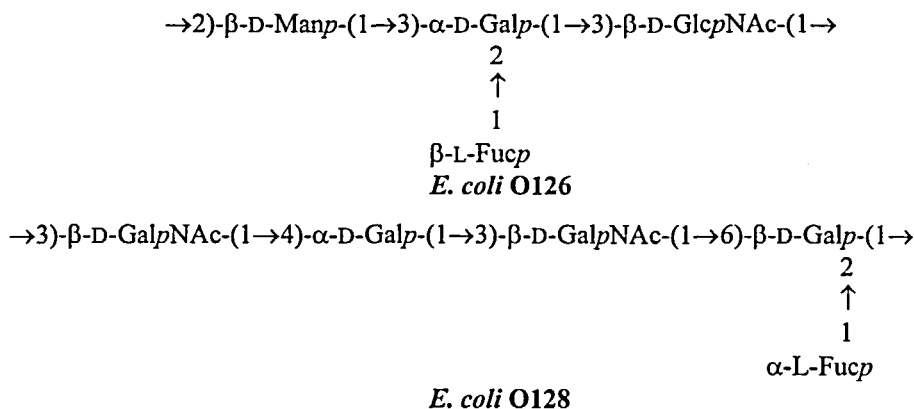 →2)-β-D-Manp-(1→3)-α-D-Galp-(1→3)-β-D-GlcpNAc-(1→
2
↑
1
β-L-Fucp
E. coli O126
→3)-β-D-GalpNAc-(1→4)-α-D-Galp-(1→3)-β-D-GalpNAc-(1→6)-β-D-Galp-(1→
2
↑
1
α-L-Fucp
E. coli O128